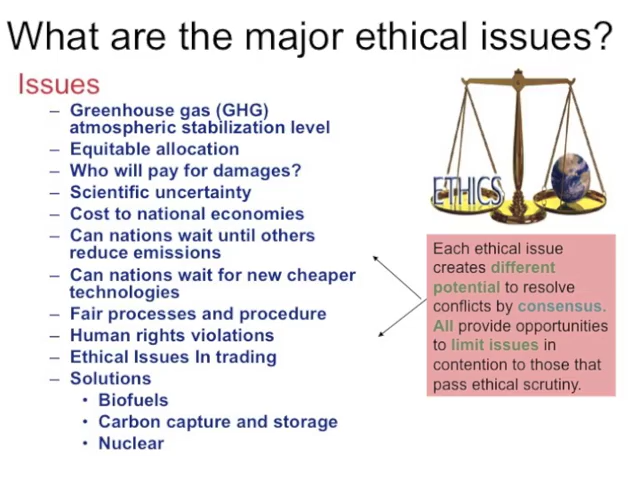 What are the major ethical issues?
Issues
– Greenhouse gas (GHG)
atmospheric stabilization level
– Equitable allocation
– Who will pay for damages?
– Scientific uncertainty
– Cost to national economies
– Can nations wait until others
reduce emissions
– Can nations wait for new cheaper
technologies
– Fair processes and procedure
– Human rights violations
– Ethical Issues In trading
– Solutions
• Biofuels
• Carbon capture and storage
• Nuclear
ETHICS
Each ethical issue
creates different
potential to resolve
conflicts by consensus.
All provide opportunities
to limit issues in
contention to those that
pass ethical scrutiny.